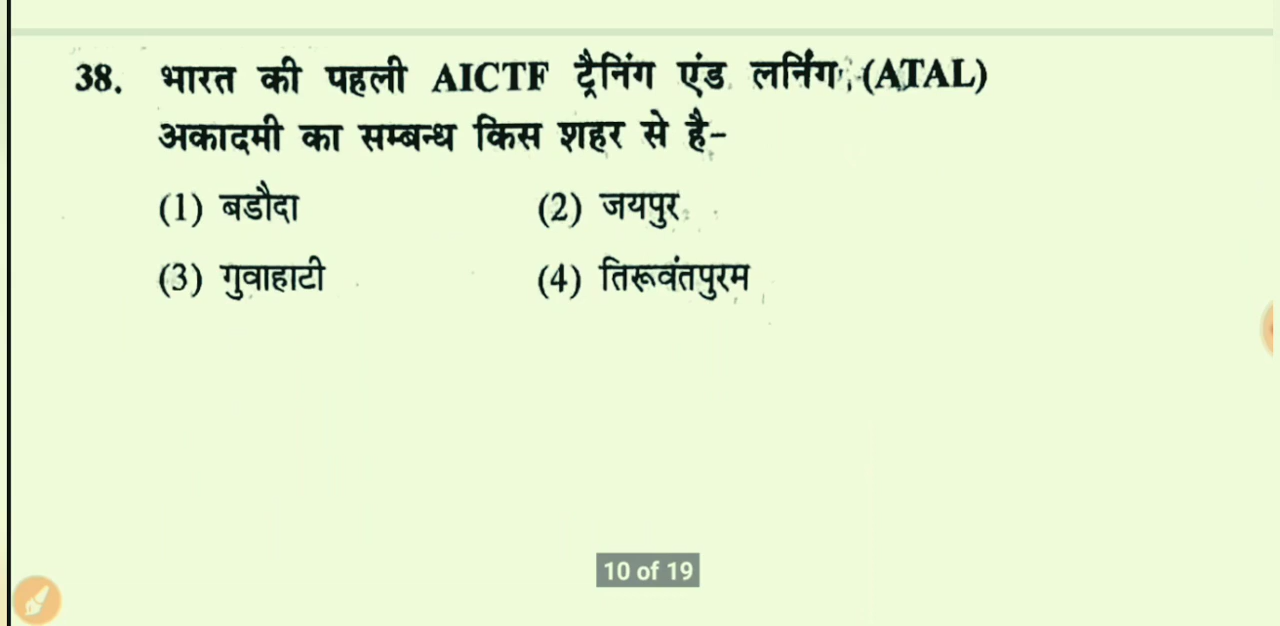 38. भारत की पहली AICTF ट्रैनिंग एंड लर्निंग, (ATAL)
अकादमी का सम्बन्ध किस शहर से है-
(1) बडौदा (2) जयपुर
(3) गुवाहाटी (4) तिरूवंतपुरम
10 of 19